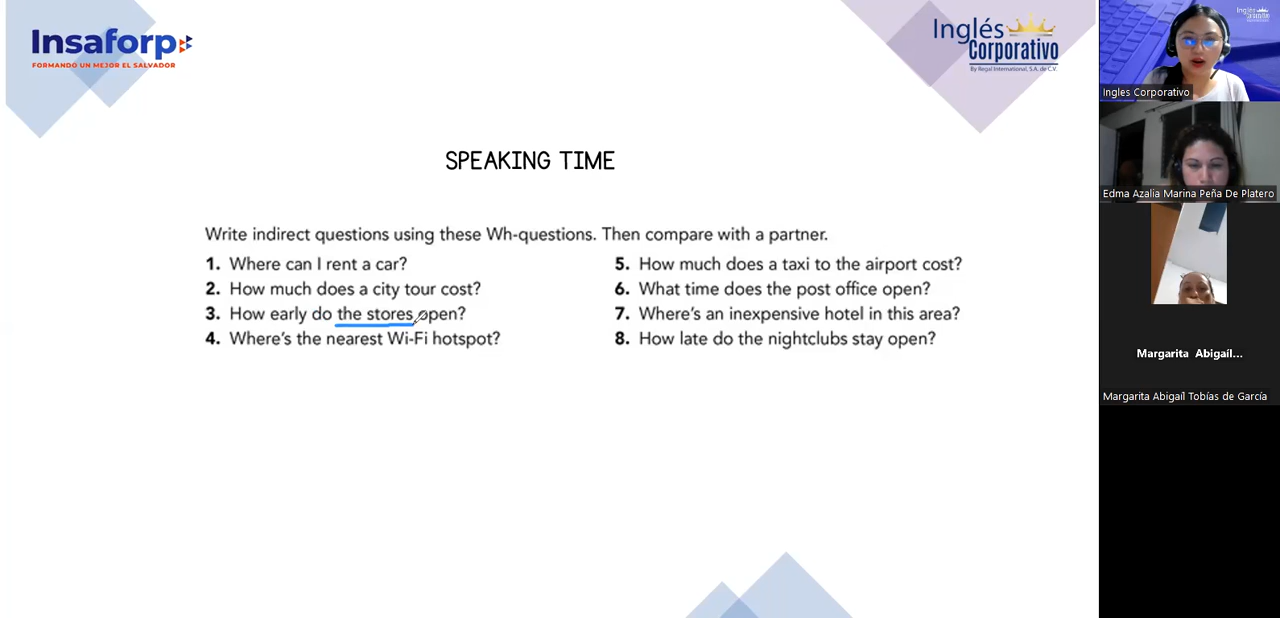 Insaforp
FORMANDO UN MEJOR EL SALVADOR
Inglés
Corporativo
By Regal International, S.A. de C.V.
SPEAKING TIME
Write indirect questions using these Wh-questions. Then compare with a partner.
1. Where can I rent a car?
2. How much does a city tour cost?
3. How early do the stores open?
4. Where's the nearest Wi-Fi hotspot?
5. How much does a taxi to the airport cost?
6. What time does the post office open?
7. Where's an inexpensive hotel in this area?
8. How late do the nightclubs stay open?
Ingles Corporativo
Edma Azalia Marina Peña De Platero
Margarita Abigaíl...
Margarita Abigaíl Tobías de García